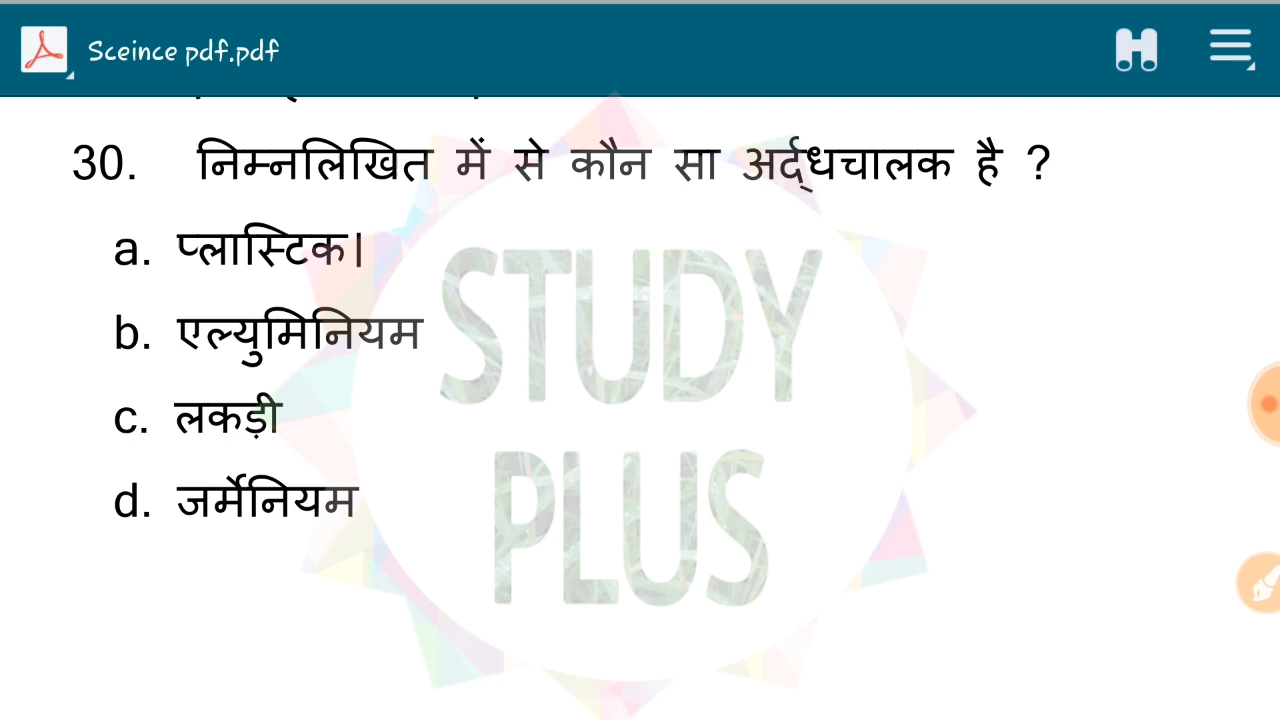 Sceince pdf.pdf
30. निम्नलिखित में से कौन सा अर्द्धचालक है ?
a. प्लास्टिक।
b. एल्युमिनियम
c. लकड़ी
d. जर्मेनियम
STUDY
PLUS